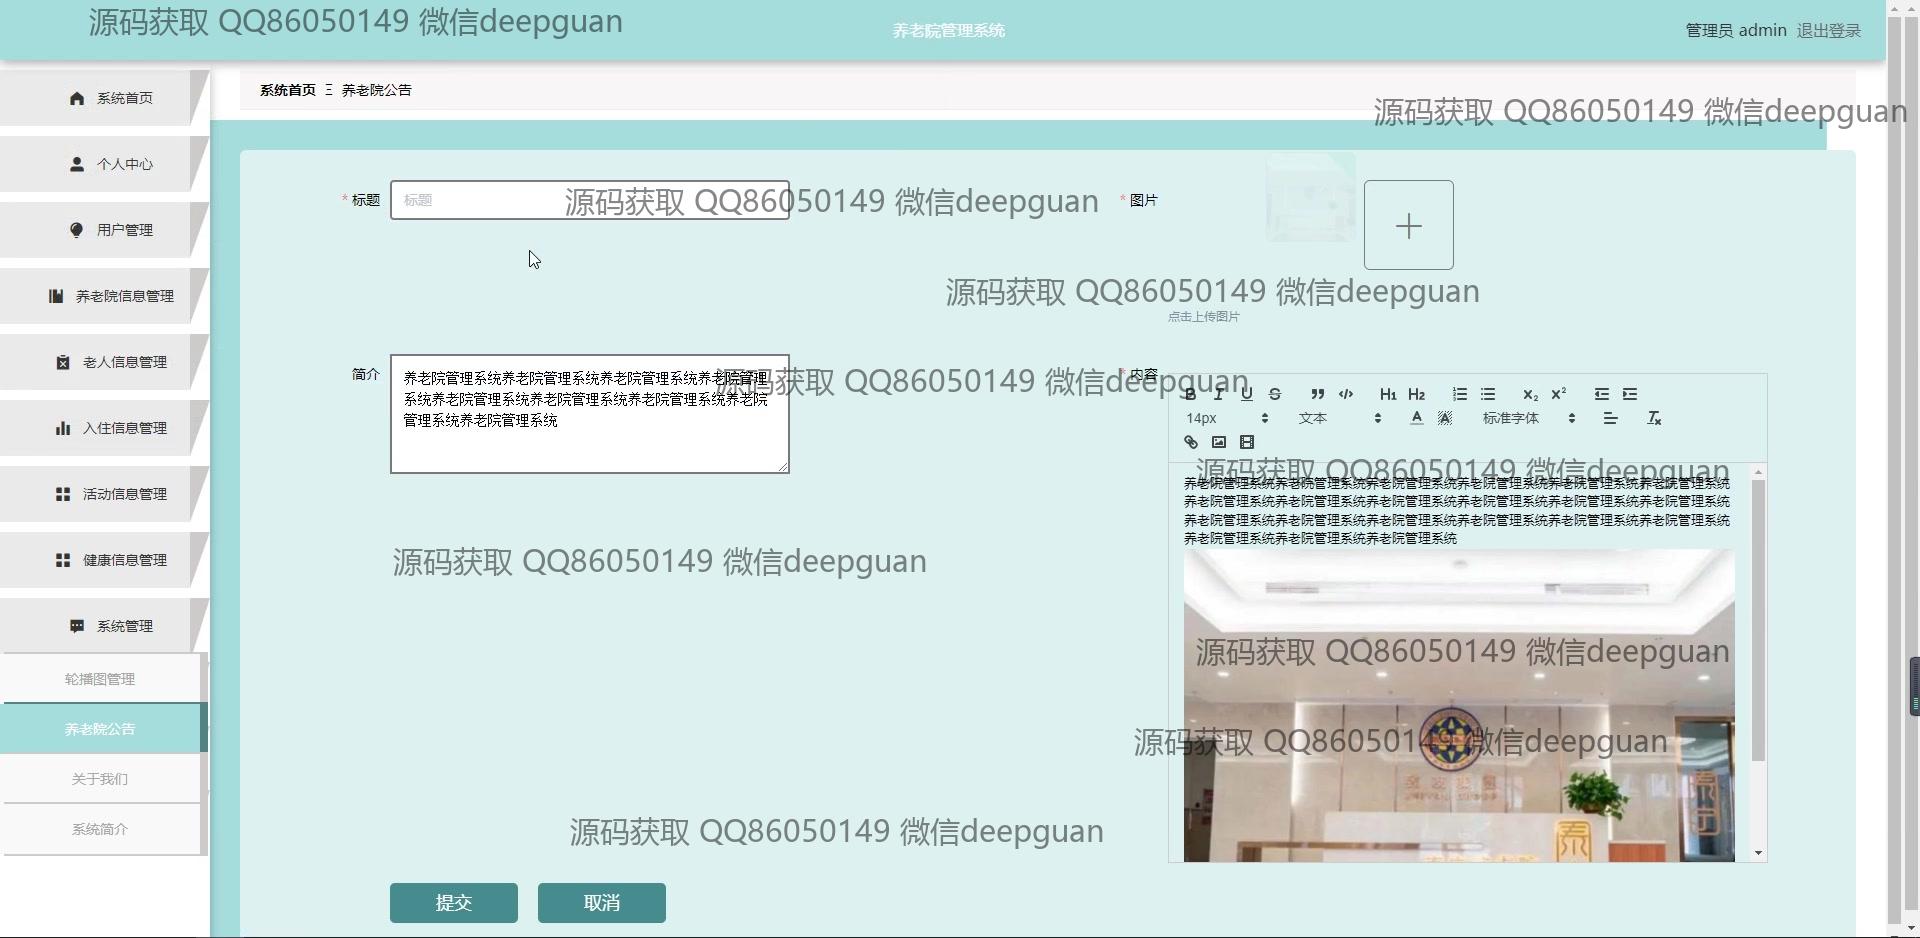 源码获取 QQ86050149 微信deepguan
养老院管理系统
管理员 admin 退出登录
系统首页 Ξ 养老院公告
源码获取 QQ86050149 微信deepguan
系统首页
个人中心
用户管理
养老院信息管理
老人信息管理
入住信息管理
活动信息管理
健康信息管理
系统管理
轮播图管理
养老院公告
关于我们
系统简介
* 标题
标题
源码获取 QQ86050149 微信deepguan
* 图片
源码获取 QQ86050149 微信deepguan
点击上传图片
简介
养老院管理系统养老院管理系统养老院管理系统养老院管理
系统养老院管理系统养老院管理系统养老院管理系统养老院
管理系统养老院管理系统
源码获取 QQ86050149 微信deepguan
* 内容
B I U S H1 H2 x₂ x²
14px 文本 A A 标准字体 Tx
源码获取 QQ86050149 微信deepguan
养老院管理系统养老院管理系统养老院管理系统养老院管理系统养老院管理系统养老院管理系统
养老院管理系统养老院管理系统养老院管理系统养老院管理系统养老院管理系统养老院管理系统
养老院管理系统养老院管理系统养老院管理系统养老院管理系统养老院管理系统养老院管理系统
养老院管理系统养老院管理系统养老院管理系统
源码获取 QQ86050149 微信deepguan
源码获取 QQ86050149 微信deepguan
源码获取 QQ86050149 微信deepguan
源码获取 QQ86050149 微信deepguan
提交
取消